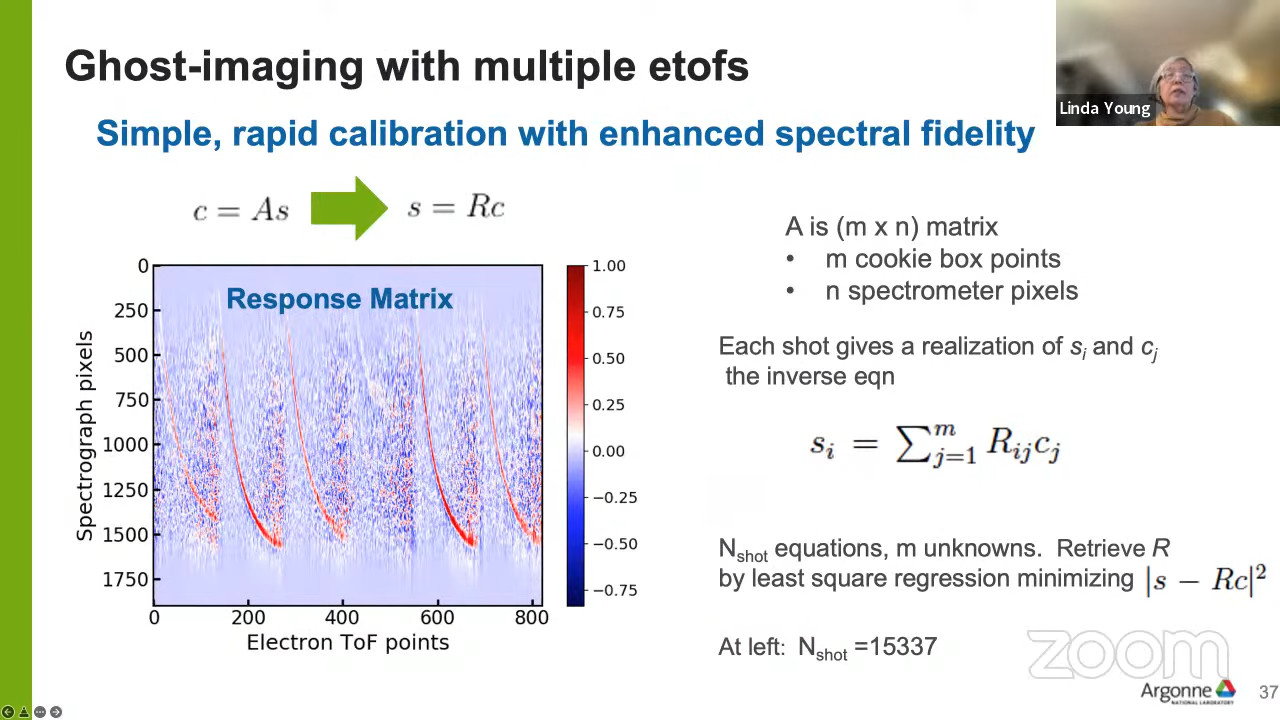 Ghost-imaging with multiple etofs
Linda Young
Simple, rapid calibration with enhanced spectral fidelity
c = As
s = Rc
A is (m x n) matrix
• m cookie box points
• n spectrometer pixels
Response Matrix
0
250
500
750
1000
1250
1500
1750
Spectrograph pixels
0 200 400 600 800
Electron ToF points
1.00
0.75
0.50
0.25
0.00
−0.25
−0.50
−0.75
Each shot gives a realization of s_i and c_j
the inverse eqn
s_i = ∑_{j=1}^{m} R_{ij}c_j
N_shot equations, m unknowns. Retrieve R
by least square regression minimizing |s − Rc|²
At left: N_shot =15337
zoom
Argonne
NATIONAL LABORATORY
37